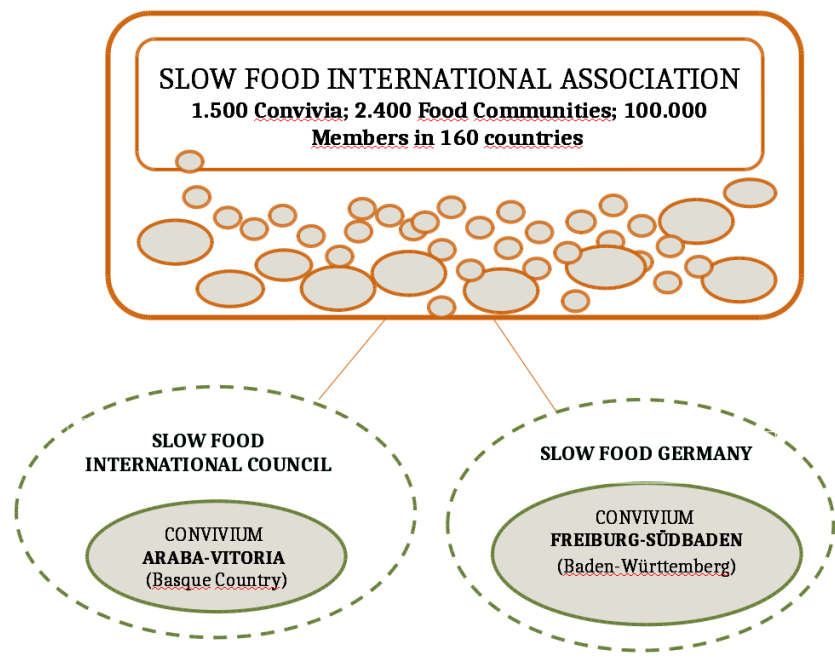 SLOW FOOD INTERNATIONAL ASSOCIATION
1.500 Convivia; 2.400 Food Communities; 100.000
Members in 160 countries
SLOW FOOD
INTERNATIONAL COUNCIL
CONVIVIUM
ARABA-VITORIA
(Basque Country)
SLOW FOOD GERMANY
CONVIVIUM
FREIBURG-SÜDBADEN
(Baden-Württemberg)